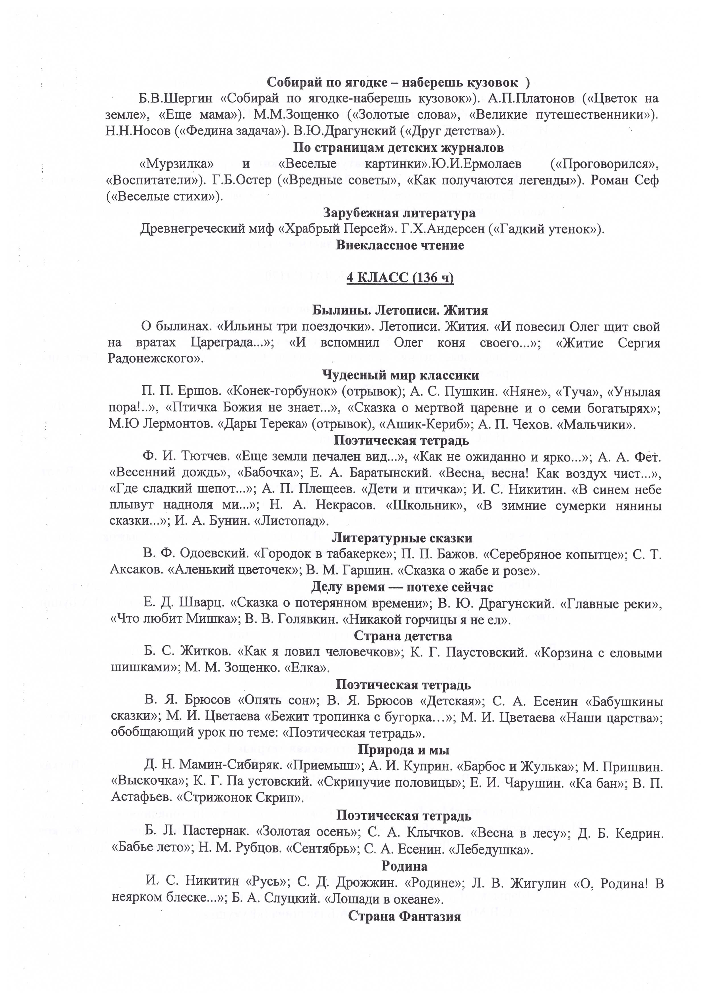 Собирай по ягодке – наберешь кузовок )
Б.В.Шергин «Собирай по ягодке-наберешь кузовок»). А.П.Платонов («Цветок на
земле», «Еще мама»). М.М.Зощенко («Золотые слова», «Великие путешественники»).
Н.Н.Носов («Федина задача»). В.Ю.Драгунский («Друг детства»).
По страницам детских журналов
«Мурзилка» и «Веселые картинки».Ю.И.Ермолаев («Проговорился»,
«Воспитатели»). Г.Б.Остер («Вредные советы», «Как получаются легенды»). Роман Сеф
(«Веселые стихи»).
Зарубежная литература
Древнегреческий миф «Храбрый Персей». Г.Х.Андерсен («Гадкий утенок»).
Внеклассное чтение
4 КЛАСС (136 ч)
Былины. Летописи. Жития
О былинах. «Ильины три поездочки». Летописи. Жития. «И повесил Олег щит свой
на вратах Цареграда...»; «И вспомнил Олег коня своего...»; «Житие Сергия
Радонежского».
Чудесный мир классики
П. П. Ершов. «Конек-горбунок» (отрывок); А. С. Пушкин. «Няне», «Туча», «Унылая
пора!..», «Птичка Божия не знает...», «Сказка о мертвой царевне и о семи богатырях»;
М.Ю Лермонтов. «Дары Терека» (отрывок), «Ашик-Кериб»; А. П. Чехов. «Мальчики».
Поэтическая тетрадь
Ф. И. Тютчев. «Еще земли печален вид...», «Как не ожиданно и ярко...»; А. А. Фет.
«Весенний дождь», «Бабочка»; Е. А. Баратынский. «Весна, весна! Как воздух чист...»,
«Где сладкий шепот...»; А. П. Плещеев. «Дети и птичка»; И. С. Никитин. «В синем небе
плывут надноля ми...»; Н. А. Некрасов. «Школьник», «В зимние сумерки нянины
сказки...»; И. А. Бунин. «Листопад».
Литературные сказки
В. Ф. Одоевский. «Городок в табакерке»; П. П. Бажов. «Серебряное копытце»; С. Т.
Аксаков. «Аленький цветочек»; В. М. Гаршин. «Сказка о жабе и розе».
Делу время — потехе сейчас
Е. Д. Шварц. «Сказка о потерянном времени»; В. Ю. Драгунский. «Главные реки»,
«Что любит Мишка»; В. В. Голявкин. «Никакой горчицы я не ел».
Страна детства
Б. С. Житков. «Как я ловил человечков»; К. Г. Паустовский. «Корзина с еловыми
шишками»; М. М. Зощенко. «Елка».
Поэтическая тетрадь
В. Я. Брюсов «Опять сон»; В. Я. Брюсов «Детская»; С. А. Есенин «Бабушкины
сказки»; М. И. Цветаева «Бежит тропинка с бугорка…»; М. И. Цветаева «Наши царства»;
обобщающий урок по теме: «Поэтическая тетрадь».
Природа и мы
Д. Н. Мамин-Сибиряк. «Приемыш»; А. И. Куприн. «Барбос и Жулька»; М. Пришвин.
«Выскочка»; К. Г. Па устовский. «Скрипучие половицы»; Е. И. Чарушин. «Ка бан»; В. П.
Астафьев. «Стрижонок Скрип».
Поэтическая тетрадь
Б. Л. Пастернак. «Золотая осень»; С. А. Клычков. «Весна в лесу»; Д. Б. Кедрин.
«Бабье лето»; Н. М. Рубцов. «Сентябрь»; С. А. Есенин. «Лебедушка».
Родина
И. С. Никитин «Русь»; С. Д. Дрожжин. «Родине»; Л. В. Жигулин «О, Родина! В
неярком блеске...»; Б. А. Слуцкий. «Лошади в океане».
Страна Фантазия